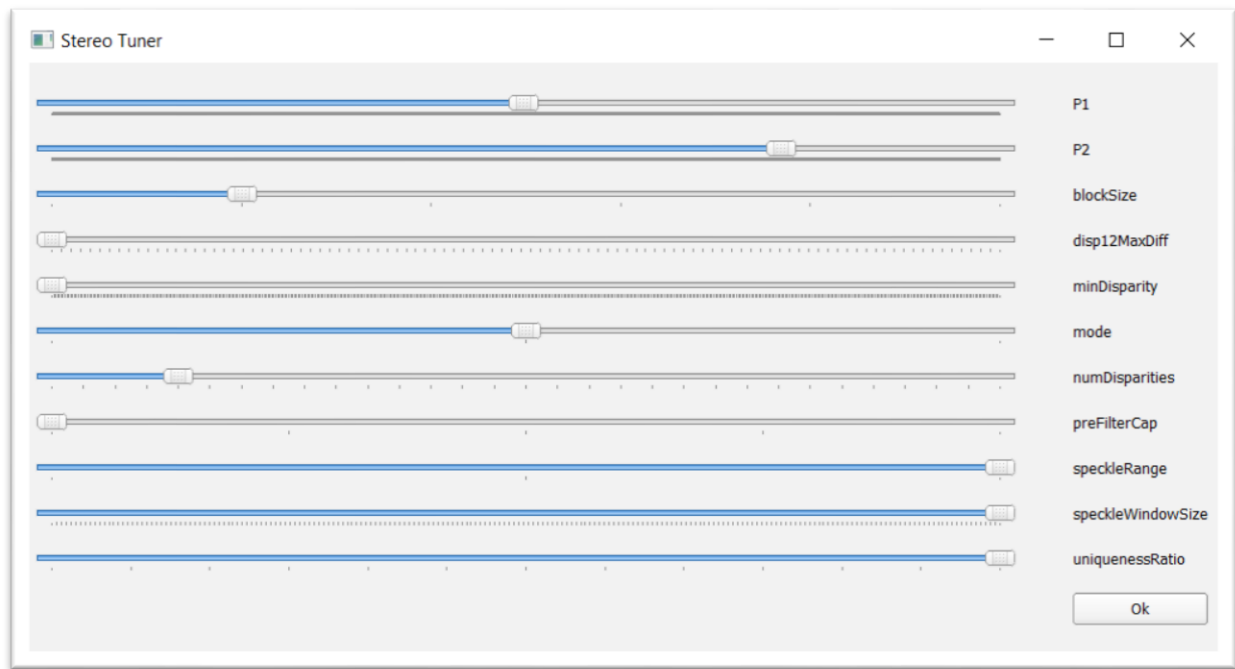 Stereo Tuner
P1
P2
blockSize
disp12MaxDiff
minDisparity
mode
numDisparities
preFilterCap
speckleRange
speckleWindowSize
uniquenessRatio
Ok